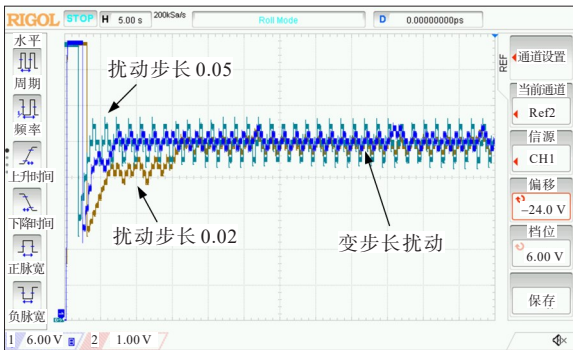 RIGOL STOP H 5.00 s 200kSa/s Roll Mode D 0.00000000ps
水平
周期
频率
上升时间
下降时间
正脉宽
负脉宽
扰动步长 0.05
扰动步长 0.02
变步长扰动
REF
通道设置
当前通道
Ref2
信源
CH1
偏移
−24.0 V
档位
6.00 V
保存
1 6.00 V 2 1.00 V